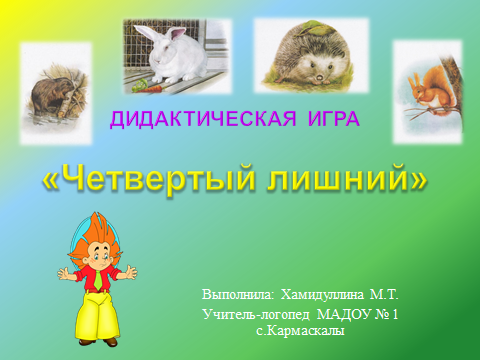 ДИДАКТИЧЕСКАЯ ИГРА
«Четвертый лишний»
Выполнила: Хамидуллина М.Т.
Учитель-логопед МАДОУ № 1
с.Кармаскалы